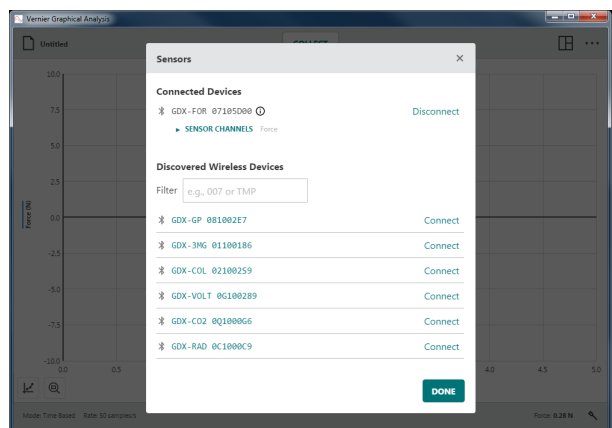 Vernier Graphical Analysis
Untitled
COLLECT
Sensors
Connected Devices
GDX-FOR 07105D00
Disconnect
SENSOR CHANNELS Force
Discovered Wireless Devices
Filter e.g., 007 or TMP
GDX-GP 081002E7 Connect
GDX-3MG 01100186 Connect
GDX-COL 02100259 Connect
GDX-VOLT 0G100289 Connect
GDX-CO2 0Q1000G6 Connect
GDX-RAD 0C1000C9 Connect
DONE
Force (N)
10.0
7.5
5.0
2.5
0.0
-2.5
-5.0
-7.5
-10.0
0.0 0.5 4.0 4.5 5.0
Mode: Time Based Rate: 50 samples/s
Force: 0.28 N